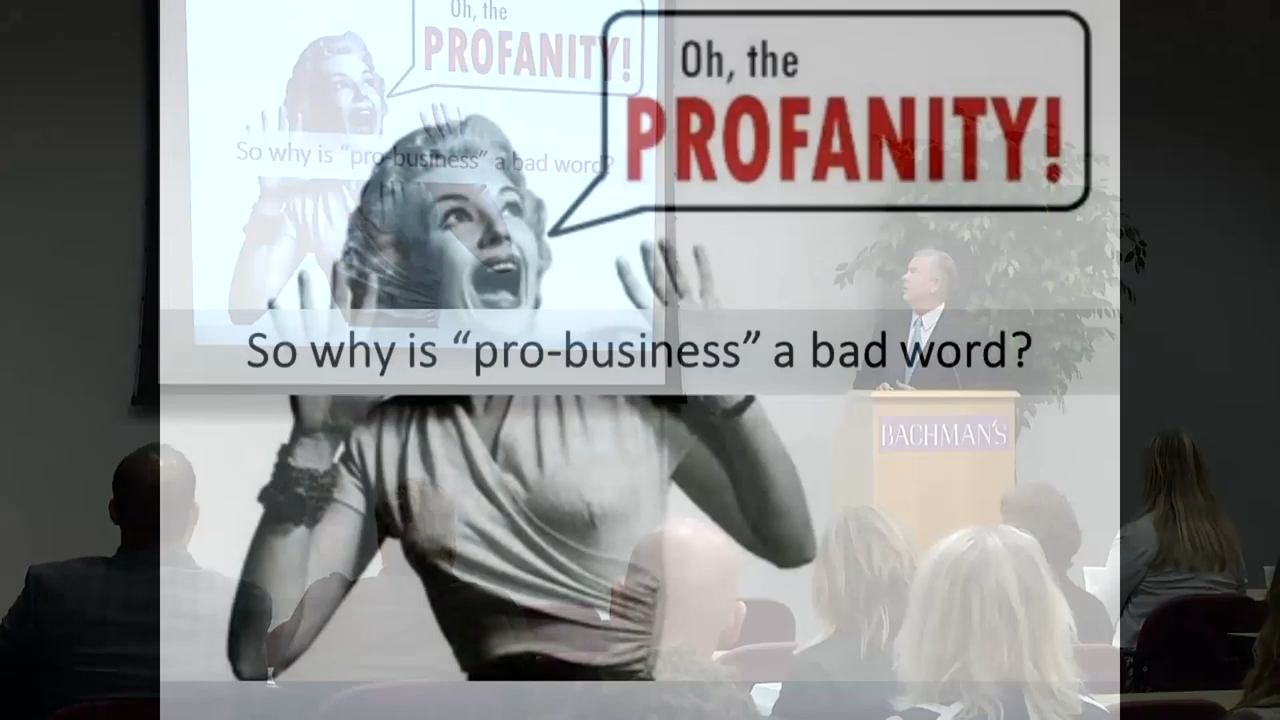 Oh, the
PROFANITY!
So why is “pro-business” a bad word?
Oh, the
PROFANITY!
So why is “pro-business” a bad word?
BACHMAN'S